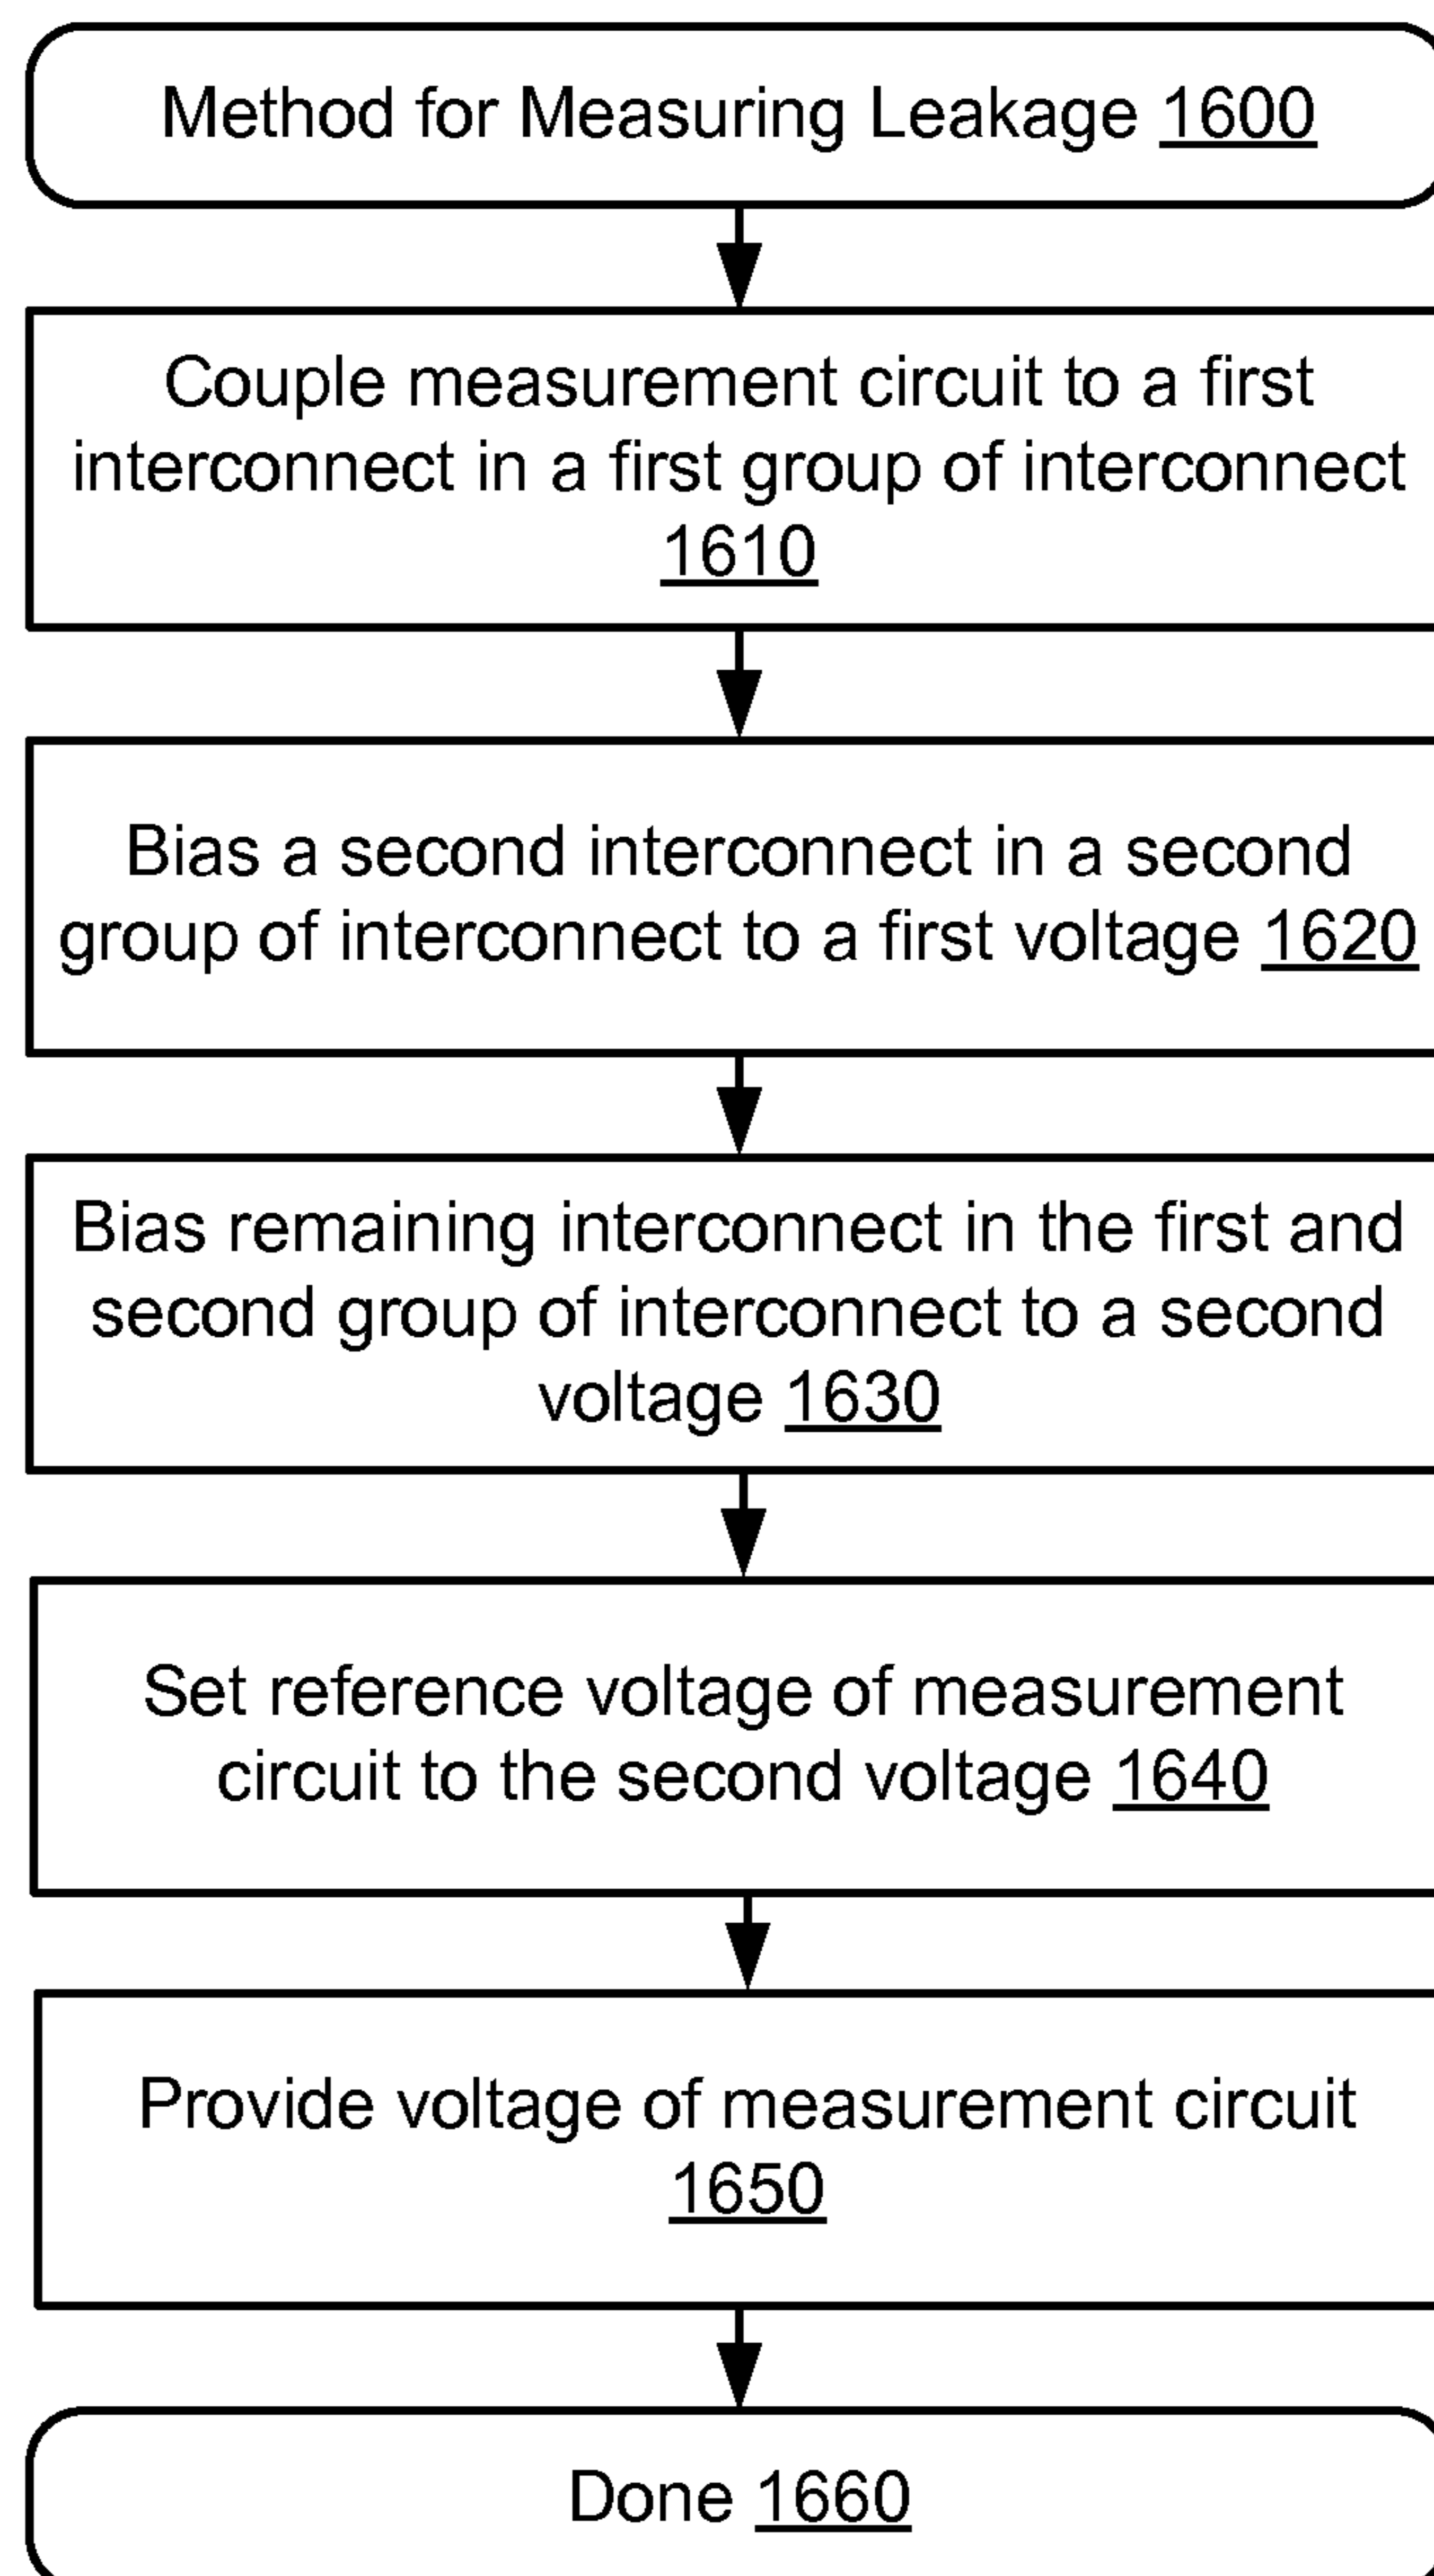 Method for Measuring Leakage 1600
Couple measurement circuit to a first
interconnect in a first group of interconnect
1610
Bias a second interconnect in a second
group of interconnect to a first voltage 1620
Bias remaining interconnect in the first and
second group of interconnect to a second
voltage 1630
Set reference voltage of measurement
circuit to the second voltage 1640
Provide voltage of measurement circuit
1650
Done 1660